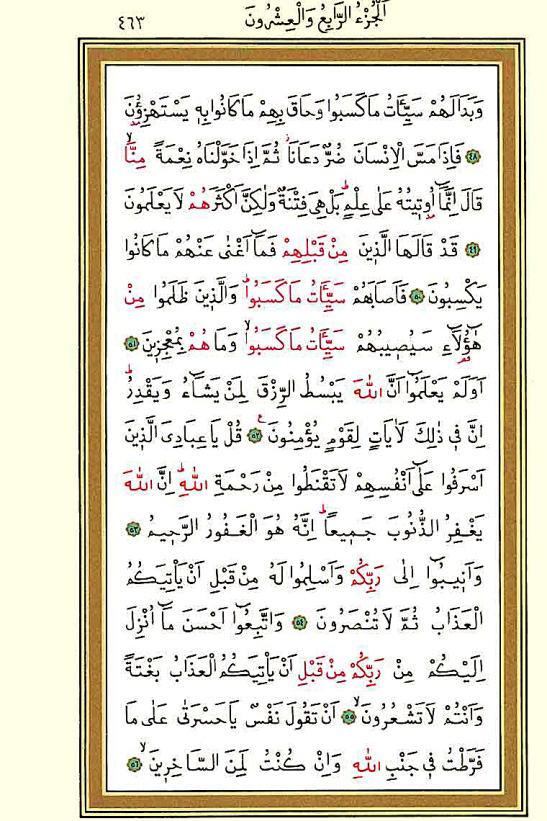 اَلْجُزْءُ الرَّابِعُ وَالْعِشْرُونَ
٤٦٣
وَبَدَا لَهُمْ سَيِّـَٔاتُ مَا كَسَبُوا وَحَاقَ بِهِمْ مَا كَانُوا بِه۪ يَسْتَهْزِؤُ۫نَ
﴿٤٨﴾ فَاِذَا مَسَّ الْاِنْسَانَ ضُرٌّ دَعَانَاۘ ثُمَّ اِذَا خَوَّلْنَاهُ نِعْمَةً مِنَّاۙ
قَالَ اِنَّمَٓا اُو۫ت۪يتُهُ عَلٰى عِلْمٍۜ بَلْ هِيَ فِتْنَةٌ وَلٰكِنَّ اَكْثَرَهُمْ لَا يَعْلَمُونَ
﴿٤٩﴾ قَدْ قَالَهَا الَّذ۪ينَ مِنْ قَبْلِهِمْ فَمَٓا اَغْنٰى عَنْهُمْ مَا كَانُوا
يَكْسِبُونَ ﴿٥٠﴾ فَاَصَابَهُمْ سَيِّـَٔاتُ مَا كَسَبُواۜ وَالَّذ۪ينَ ظَلَمُوا مِنْ
هٰٓؤُ۬لَٓاءِ سَيُص۪يبُهُمْ سَيِّـَٔاتُ مَا كَسَبُواۙ وَمَا هُمْ بِمُعْجِز۪ينَ ﴿٥١﴾
اَوَلَمْ يَعْلَمُٓوا اَنَّ اللّٰهَ يَبْسُطُ الرِّزْقَ لِمَنْ يَشَٓاءُ وَيَقْدِرُۜ
اِنَّ ف۪ي ذٰلِكَ لَاٰيَاتٍ لِقَوْمٍ يُؤْمِنُونَ۟ ﴿٥٢﴾ قُلْ يَا عِبَادِيَ الَّذ۪ينَ
اَسْرَفُوا عَلٰٓى اَنْفُسِهِمْ لَا تَقْنَطُوا مِنْ رَحْمَةِ اللّٰهِۜ اِنَّ اللّٰهَ
يَغْفِرُ الذُّنُوبَ جَم۪يعاًۜ اِنَّهُ هُوَ الْغَفُورُ الرَّح۪يمُ ﴿٥٣﴾
وَاَن۪يبُٓوا اِلٰى رَبِّكُمْ وَاَسْلِمُوا لَهُ مِنْ قَبْلِ اَنْ يَأْتِيَكُمُ
الْعَذَابُ ثُمَّ لَا تُنْصَرُونَ ﴿٥٤﴾ وَاتَّبِعُٓوا اَحْسَنَ مَٓا اُنْزِلَ
اِلَيْكُمْ مِنْ رَبِّكُمْ مِنْ قَبْلِ اَنْ يَأْتِيَكُمُ الْعَذَابُ بَغْتَةً
وَاَنْتُمْ لَا تَشْعُرُونَۙ ﴿٥٥﴾ اَنْ تَقُولَ نَفْسٌ يَا حَسْرَتٰى عَلٰى مَا
فَرَّطْتُ ف۪ي جَنْبِ اللّٰهِ وَاِنْ كُنْتُ لَمِنَ السَّاخِر۪ينَۙ ﴿٥٦﴾